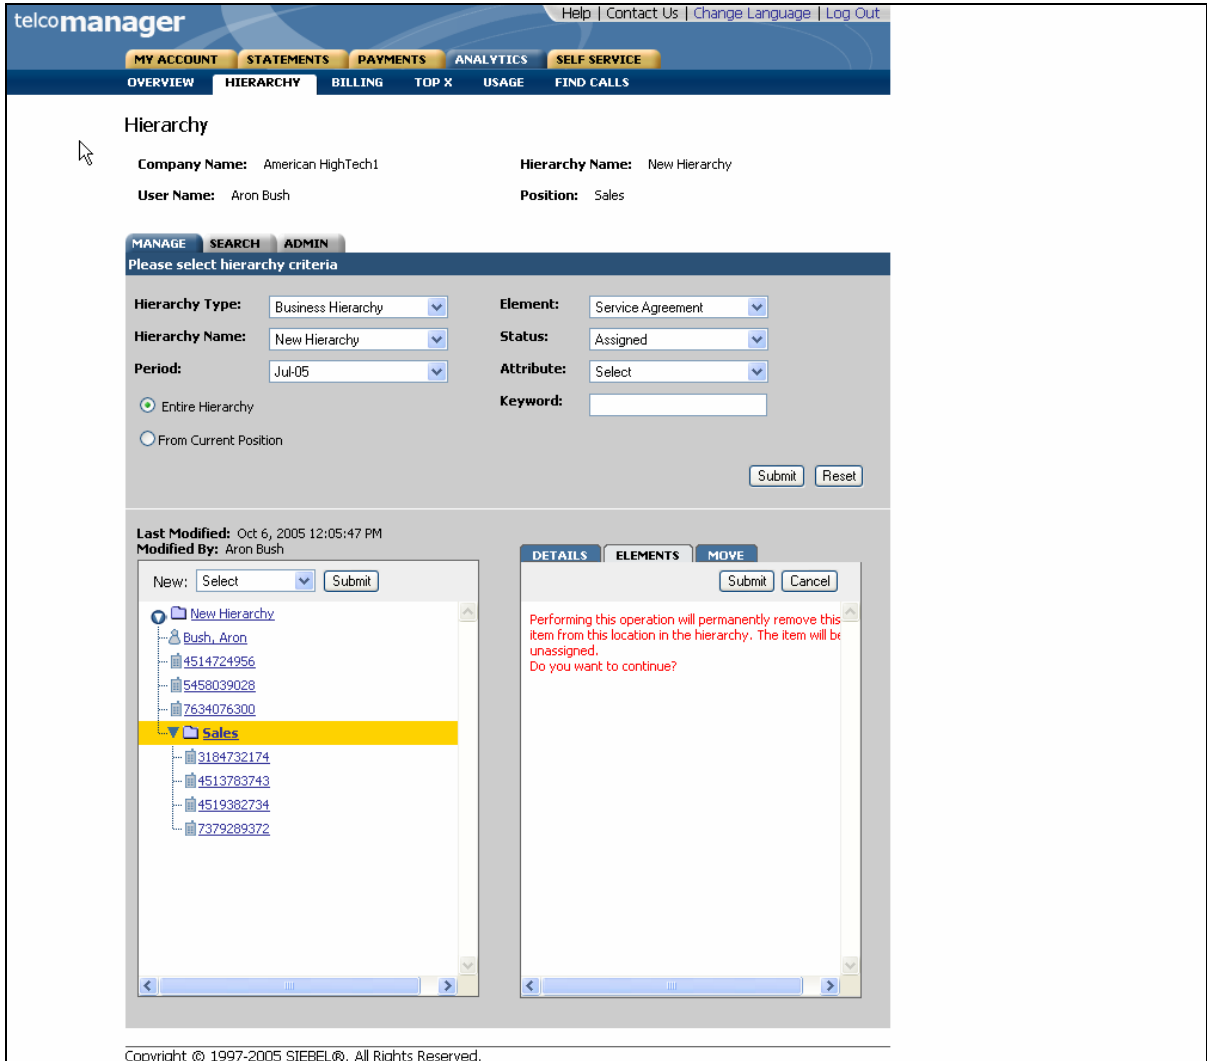 Help | Contact Us | Change Language | Log Out
telcomanager
MY ACCOUNT STATEMENTS PAYMENTS ANALYTICS SELF SERVICE
OVERVIEW HIERARCHY BILLING TOP X USAGE FIND CALLS
Hierarchy
Company Name: American HighTech1 Hierarchy Name: New Hierarchy
User Name: Aron Bush Position: Sales
MANAGE SEARCH ADMIN
Please select hierarchy criteria
Hierarchy Type: Business Hierarchy Element: Service Agreement
Hierarchy Name: New Hierarchy Status: Assigned
Period: Jul-05 Attribute: Select
Entire Hierarchy Keyword:
From Current Position
Submit Reset
Last Modified: Oct 6, 2005 12:05:47 PM
Modified By: Aron Bush
New: Select Submit
New Hierarchy
Bush, Aron
4514724956
5458039028
7634076300
Sales
3184732174
4513783743
4519382734
7379289372
DETAILS ELEMENTS MOVE
Submit Cancel
Performing this operation will permanently remove this
item from this location in the hierarchy. The item will be
unassigned.
Do you want to continue?
Copyright © 1997-2005 SIEBEL®. All Rights Reserved.